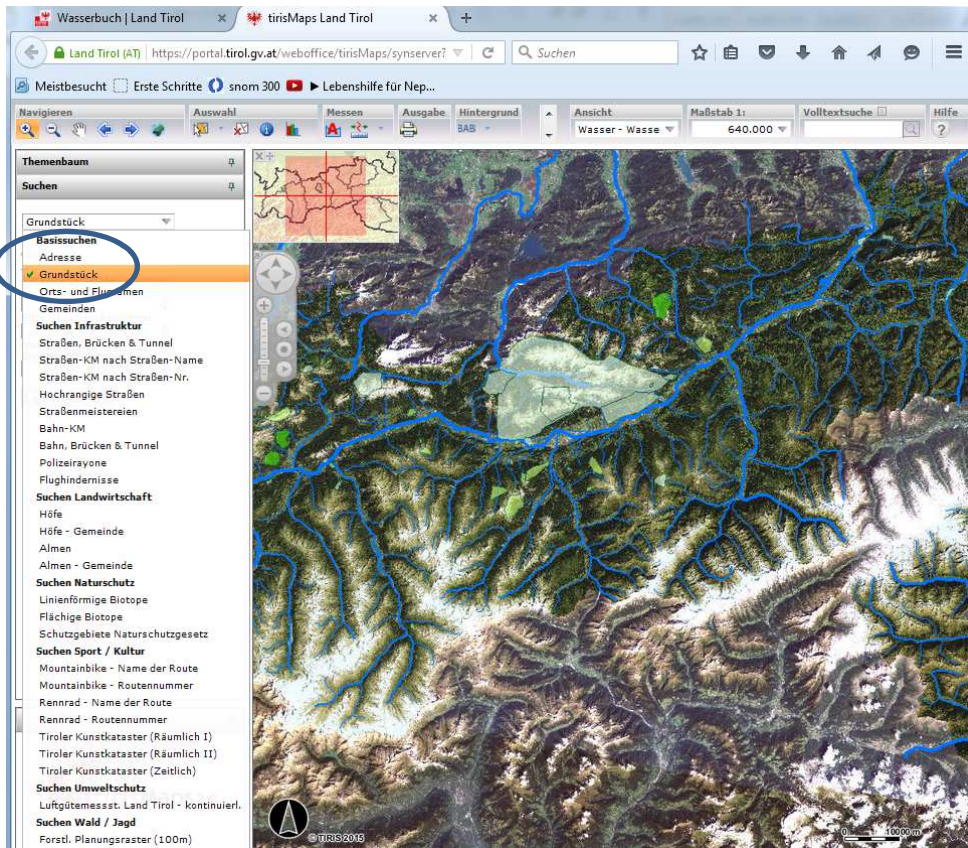 Wasserbuch | Land Tirol × tirisMaps Land Tirol × +
Land Tirol (AT) https://portal.tirol.gv.at/weboffice/tirisMaps/synserver? Suchen
Meistbesucht Erste Schritte snom 300 ► Lebenshilfe für Nep...
Navigieren Auswahl Messen Ausgabe Hintergrund Ansicht Maßstab 1: Volltextsuche Hilfe
BAB Wasser - Wasse 640.000 ?
Themenbaum
Suchen
Grundstück
Basissuchen
Adresse
Grundstück
Orts- und Flurnamen
Gemeinden
Suchen Infrastruktur
Straßen, Brücken & Tunnel
Straßen-KM nach Straßen-Name
Straßen-KM nach Straßen-Nr.
Hochrangige Straßen
Straßenmeistereien
Bahn-KM
Bahn, Brücken & Tunnel
Polizeirayone
Flughindernisse
Suchen Landwirtschaft
Höfe
Höfe - Gemeinde
Almen
Almen - Gemeinde
Suchen Naturschutz
Linienförmige Biotope
Flächige Biotope
Schutzgebiete Naturschutzgesetz
Suchen Sport / Kultur
Mountainbike - Name der Route
Mountainbike - Routennummer
Rennrad - Name der Route
Rennrad - Routennummer
Tiroler Kunstkataster (Räumlich I)
Tiroler Kunstkataster (Räumlich II)
Tiroler Kunstkataster (Zeitlich)
Suchen Umweltschutz
Luftgütemessst. Land Tirol - kontinuierl.
Suchen Wald / Jagd
Forstl. Planungsraster (100m)
© TIRIS 2015
0 10000 m